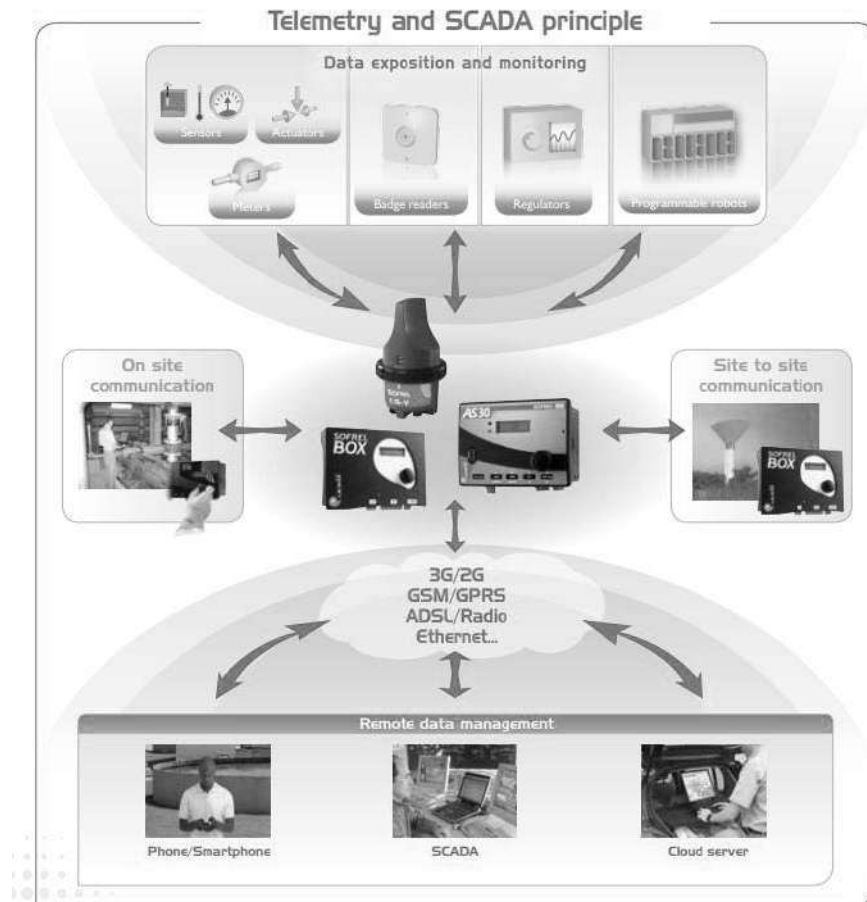 Telemetry and SCADA principle
Data exposition and monitoring
Sensors
Actuators
Meters
Badge readers
Regulators
Programmable robots
On site
communication
SOFREL
BOX
AS30
SOFREL
Site to site
communication
SOFREL
BOX
3G/2G
GSM/GPRS
ADSL/Radio
Ethernet...
Remote data management
Phone/Smartphone
SCADA
Cloud server